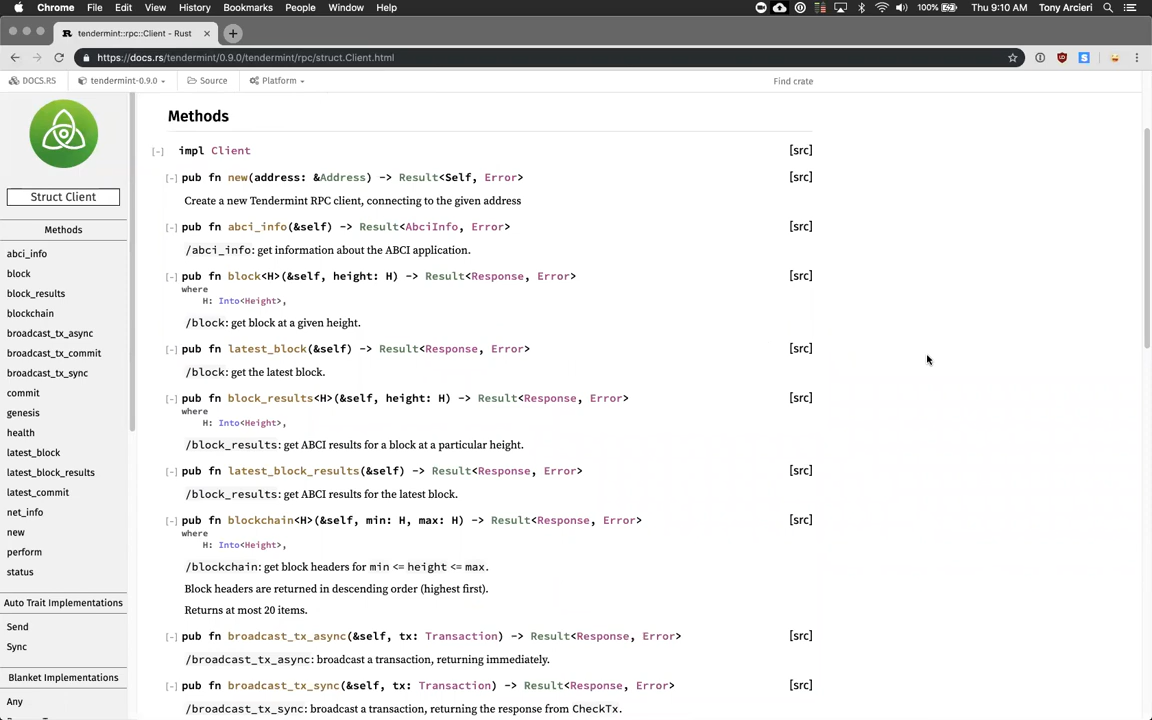 Chrome File Edit View History Bookmarks People Window Help 100% Thu 9:10 AM Tony Arcieri
tendermint::rpc::Client - Rust
https://docs.rs/tendermint/0.9.0/tendermint/rpc/struct.Client.html
DOCS.RS tendermint-0.9.0 Source Platform Find crate
Struct Client
Methods
abci_info
block
block_results
blockchain
broadcast_tx_async
broadcast_tx_commit
broadcast_tx_sync
commit
genesis
health
latest_block
latest_block_results
latest_commit
net_info
new
perform
status
Auto Trait Implementations
Send
Sync
Blanket Implementations
Any
Methods
[-] impl Client [src]
[-] pub fn new(address: &Address) -> Result<Self, Error> [src]
Create a new Tendermint RPC client, connecting to the given address
[-] pub fn abci_info(&self) -> Result<AbciInfo, Error> [src]
/abci_info: get information about the ABCI application.
[-] pub fn block<H>(&self, height: H) -> Result<Response, Error> [src]
where
H: Into<Height>,
/block: get block at a given height.
[-] pub fn latest_block(&self) -> Result<Response, Error> [src]
/block: get the latest block.
[-] pub fn block_results<H>(&self, height: H) -> Result<Response, Error> [src]
where
H: Into<Height>,
/block_results: get ABCI results for a block at a particular height.
[-] pub fn latest_block_results(&self) -> Result<Response, Error> [src]
/block_results: get ABCI results for the latest block.
[-] pub fn blockchain<H>(&self, min: H, max: H) -> Result<Response, Error> [src]
where
H: Into<Height>,
/blockchain: get block headers for min <= height <= max.
Block headers are returned in descending order (highest first).
Returns at most 20 items.
[-] pub fn broadcast_tx_async(&self, tx: Transaction) -> Result<Response, Error> [src]
/broadcast_tx_async: broadcast a transaction, returning immediately.
[-] pub fn broadcast_tx_sync(&self, tx: Transaction) -> Result<Response, Error> [src]
/broadcast_tx_sync: broadcast a transaction, returning the response from CheckTx.